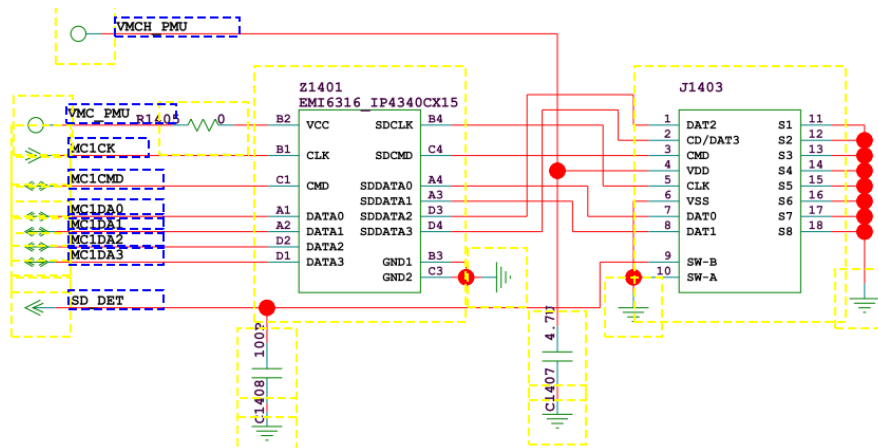 VMCH_PMU
Z1401
EMI6316_IP4340CX15
J1403
VMC_PMU
R1405 0
MC1CK
MC1CMD
MC1DA0
MC1DA1
MC1DA2
MC1DA3
SD_DET
B2 VCC SDCLK B4
B1 CLK SDCMD C4
C1 CMD SDDATA0 A4
SDDATA1 A3
A1 DATA0 SDDATA2 D3
A2 DATA1 SDDATA3 D4
D2 DATA2
D1 DATA3 GND1 B3
GND2 C3
1 DAT2 S1 11
2 CD/DAT3 S2 12
3 CMD S3 13
4 VDD S4 14
5 CLK S5 15
6 VSS S6 16
7 DAT0 S7 17
8 DAT1 S8 18
9 SW-B
10 SW-A
100P
C1408
4.7U
C1407